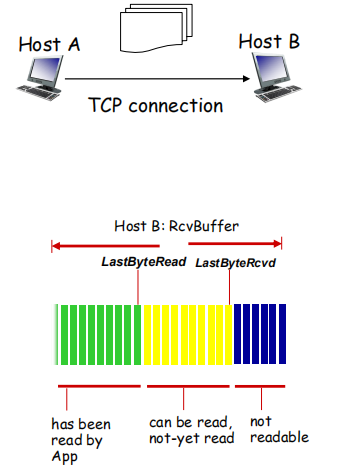 Host A
Host B
TCP connection
Host B: RcvBuffer
LastByteRead
LastByteRcvd
has been
read by
App
can be read,
not-yet read
not
readable